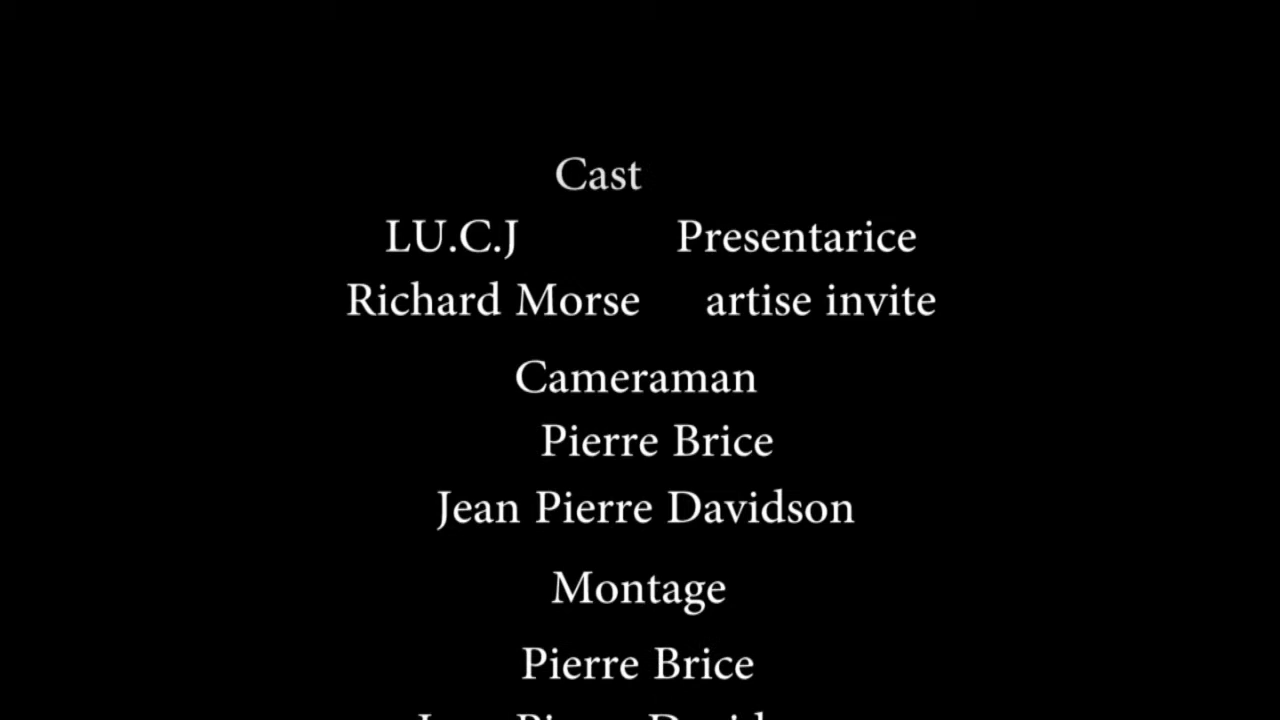 Cast
LU.C.J Presentarice
Richard Morse artise invite
Cameraman
Pierre Brice
Jean Pierre Davidson
Montage
Pierre Brice